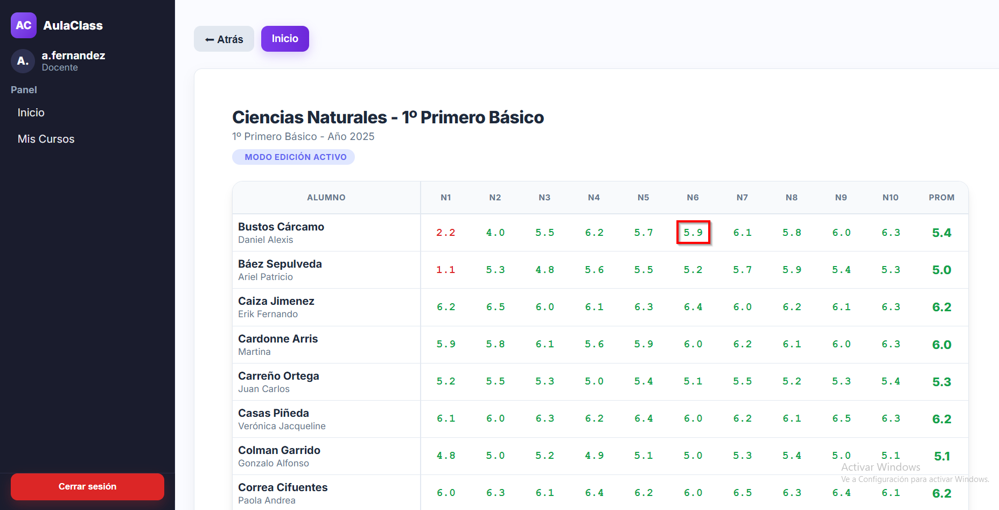 AC AulaClass
A. a.fernandez
Docente
Panel
Inicio
Mis Cursos
Cerrar sesión
← Atrás Inicio
Ciencias Naturales - 1º Primero Básico
1º Primero Básico - Año 2025
MODO EDICIÓN ACTIVO
ALUMNO N1 N2 N3 N4 N5 N6 N7 N8 N9 N10 PROM
Bustos Cárcamo
Daniel Alexis
2.2 4.0 5.5 6.2 5.7 5.9 6.1 5.8 6.0 6.3 5.4
Báez Sepulveda
Ariel Patricio
1.1 5.3 4.8 5.6 5.5 5.2 5.7 5.9 5.4 5.3 5.0
Caiza Jimenez
Erik Fernando
6.2 6.5 6.0 6.1 6.3 6.4 6.0 6.2 6.1 6.3 6.2
Cardonne Arris
Martina
5.9 5.8 6.1 5.6 5.9 6.0 6.2 6.1 6.0 6.3 6.0
Carreño Ortega
Juan Carlos
5.2 5.5 5.3 5.0 5.4 5.1 5.5 5.2 5.3 5.4 5.3
Casas Piñeda
Verónica Jacqueline
6.1 6.0 6.3 6.2 6.4 6.0 6.2 6.1 6.5 6.3 6.2
Colman Garrido
Gonzalo Alfonso
4.8 5.0 5.2 4.9 5.1 5.0 5.3 5.4 5.0 5.1 5.1
Correa Cifuentes
Paola Andrea
6.0 6.3 6.1 6.4 6.2 6.0 6.5 6.3 6.4 6.1 6.2
Activar Windows
Ve a Configuración para activar Windows.